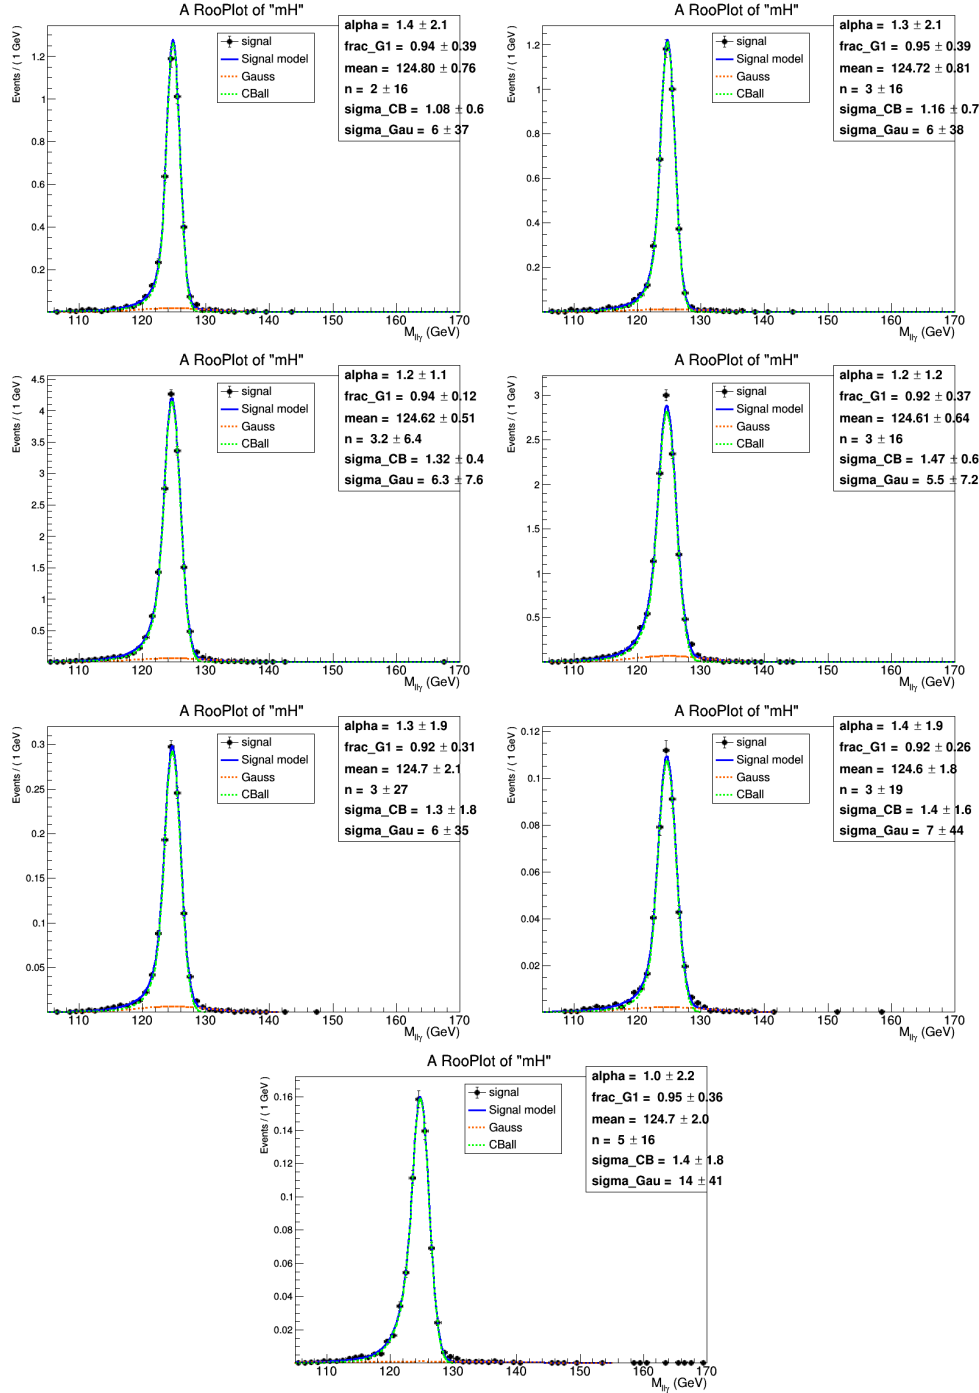 A RooPlot of "mH"
Events / ( 1 GeV )
signal
Signal model
Gauss
CBall
alpha = 1.4 ± 2.1
frac_G1 = 0.94 ± 0.39
mean = 124.80 ± 0.76
n = 2 ± 16
sigma_CB = 1.08 ± 0.6
sigma_Gau = 6 ± 37
1.2
1
0.8
0.6
0.4
0.2
110 120 130 140 150 160 170
Mllγ (GeV)
A RooPlot of "mH"
Events / ( 1 GeV )
signal
Signal model
Gauss
CBall
alpha = 1.3 ± 2.1
frac_G1 = 0.95 ± 0.39
mean = 124.72 ± 0.81
n = 3 ± 16
sigma_CB = 1.16 ± 0.7
sigma_Gau = 6 ± 38
1.2
1
0.8
0.6
0.4
0.2
110 120 130 140 150 160 170
Mllγ (GeV)
A RooPlot of "mH"
Events / ( 1 GeV )
signal
Signal model
Gauss
CBall
alpha = 1.2 ± 1.1
frac_G1 = 0.94 ± 0.12
mean = 124.62 ± 0.51
n = 3.2 ± 6.4
sigma_CB = 1.32 ± 0.4
sigma_Gau = 6.3 ± 7.6
4.5
4
3.5
3
2.5
2
1.5
1
0.5
110 120 130 140 150 160 170
Mllγ (GeV)
A RooPlot of "mH"
Events / ( 1 GeV )
signal
Signal model
Gauss
CBall
alpha = 1.2 ± 1.2
frac_G1 = 0.92 ± 0.37
mean = 124.61 ± 0.64
n = 3 ± 16
sigma_CB = 1.47 ± 0.6
sigma_Gau = 5.5 ± 7.2
3
2.5
2
1.5
1
0.5
110 120 130 140 150 160 170
Mllγ (GeV)
A RooPlot of "mH"
Events / ( 1 GeV )
signal
Signal model
Gauss
CBall
alpha = 1.3 ± 1.9
frac_G1 = 0.92 ± 0.31
mean = 124.7 ± 2.1
n = 3 ± 27
sigma_CB = 1.3 ± 1.8
sigma_Gau = 6 ± 35
0.3
0.25
0.2
0.15
0.1
0.05
110 120 130 140 150 160 170
Mllγ (GeV)
A RooPlot of "mH"
Events / ( 1 GeV )
signal
Signal model
Gauss
CBall
alpha = 1.4 ± 1.9
frac_G1 = 0.92 ± 0.26
mean = 124.6 ± 1.8
n = 3 ± 19
sigma_CB = 1.4 ± 1.6
sigma_Gau = 7 ± 44
0.12
0.1
0.08
0.06
0.04
0.02
110 120 130 140 150 160 170
Mllγ (GeV)
A RooPlot of "mH"
Events / ( 1 GeV )
signal
Signal model
Gauss
CBall
alpha = 1.0 ± 2.2
frac_G1 = 0.95 ± 0.36
mean = 124.7 ± 2.0
n = 5 ± 16
sigma_CB = 1.4 ± 1.8
sigma_Gau = 14 ± 41
0.16
0.14
0.12
0.1
0.08
0.06
0.04
0.02
110 120 130 140 150 160 170
Mllγ (GeV)